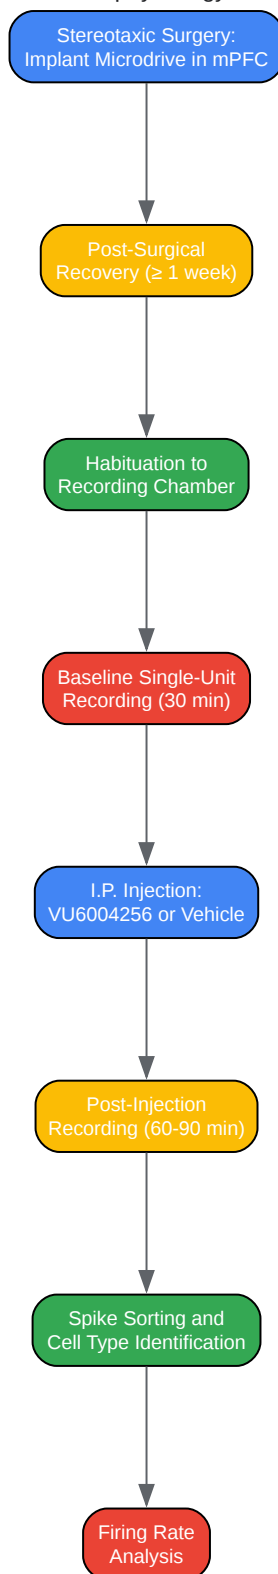 Stereotaxic Surgery:
Implant Microdrive in mPFC
Post-Surgical
Recovery (≥ 1 week)
Habituation to
Recording Chamber
Baseline Single-Unit
Recording (30 min)
I.P. Injection:
VU6004256 or Vehicle
Post-Injection
Recording (60-90 min)
Spike Sorting and
Cell Type Identification
Firing Rate
Analysis